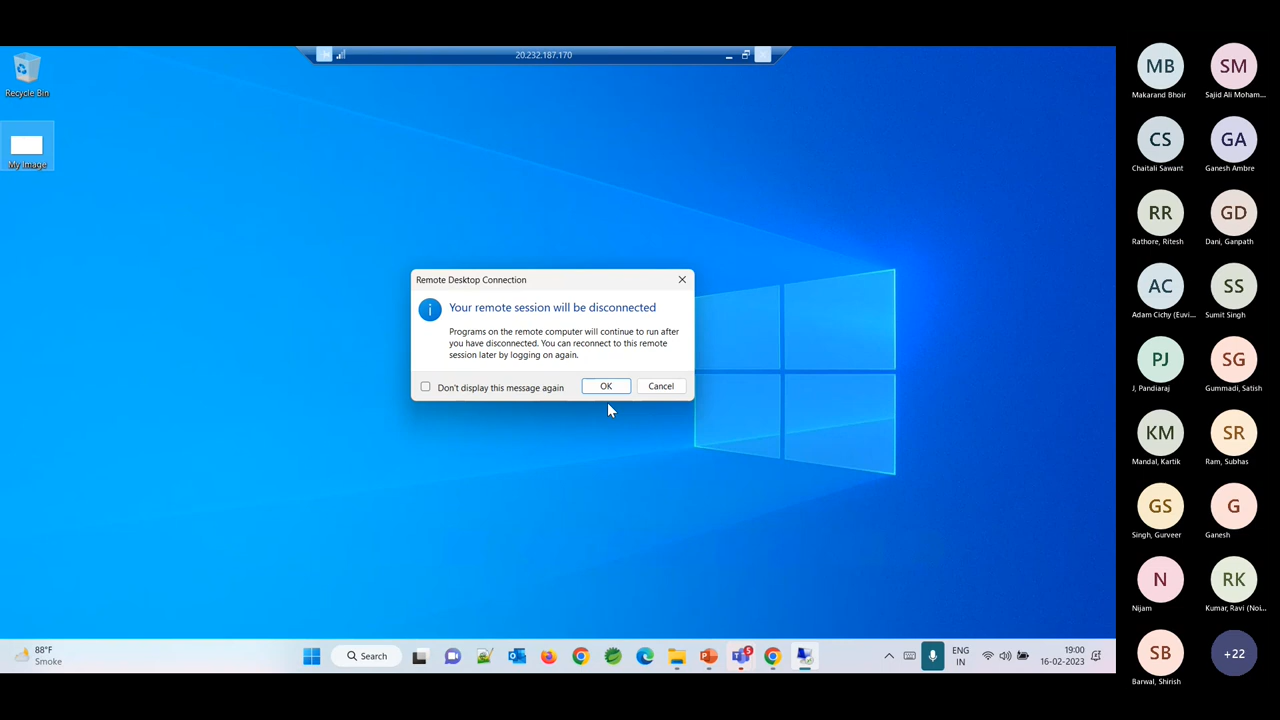 20.232.187.170
Recycle Bin
My Image
Remote Desktop Connection
Your remote session will be disconnected
Programs on the remote computer will continue to run after
you have disconnected. You can reconnect to this remote
session later by logging on again.
Don't display this message again
OK
Cancel
88°F
Smoke
Search
5
ENG
IN
19:00
16-02-2023
MB
Makarand Bhoir
SM
Sajid Ali Moham...
CS
Chaitali Sawant
GA
Ganesh Ambre
RR
Rathore, Ritesh
GD
Dani, Ganpath
AC
Adam Cichy (Euvi...
SS
Sumit Singh
PJ
J, Pandiaraj
SG
Gummadi, Satish
KM
Mandal, Kartik
SR
Ram, Subhas
GS
Singh, Gurveer
G
Ganesh
N
Nijam
RK
Kumar, Ravi (Noi...
SB
Barwal, Shirish
+22